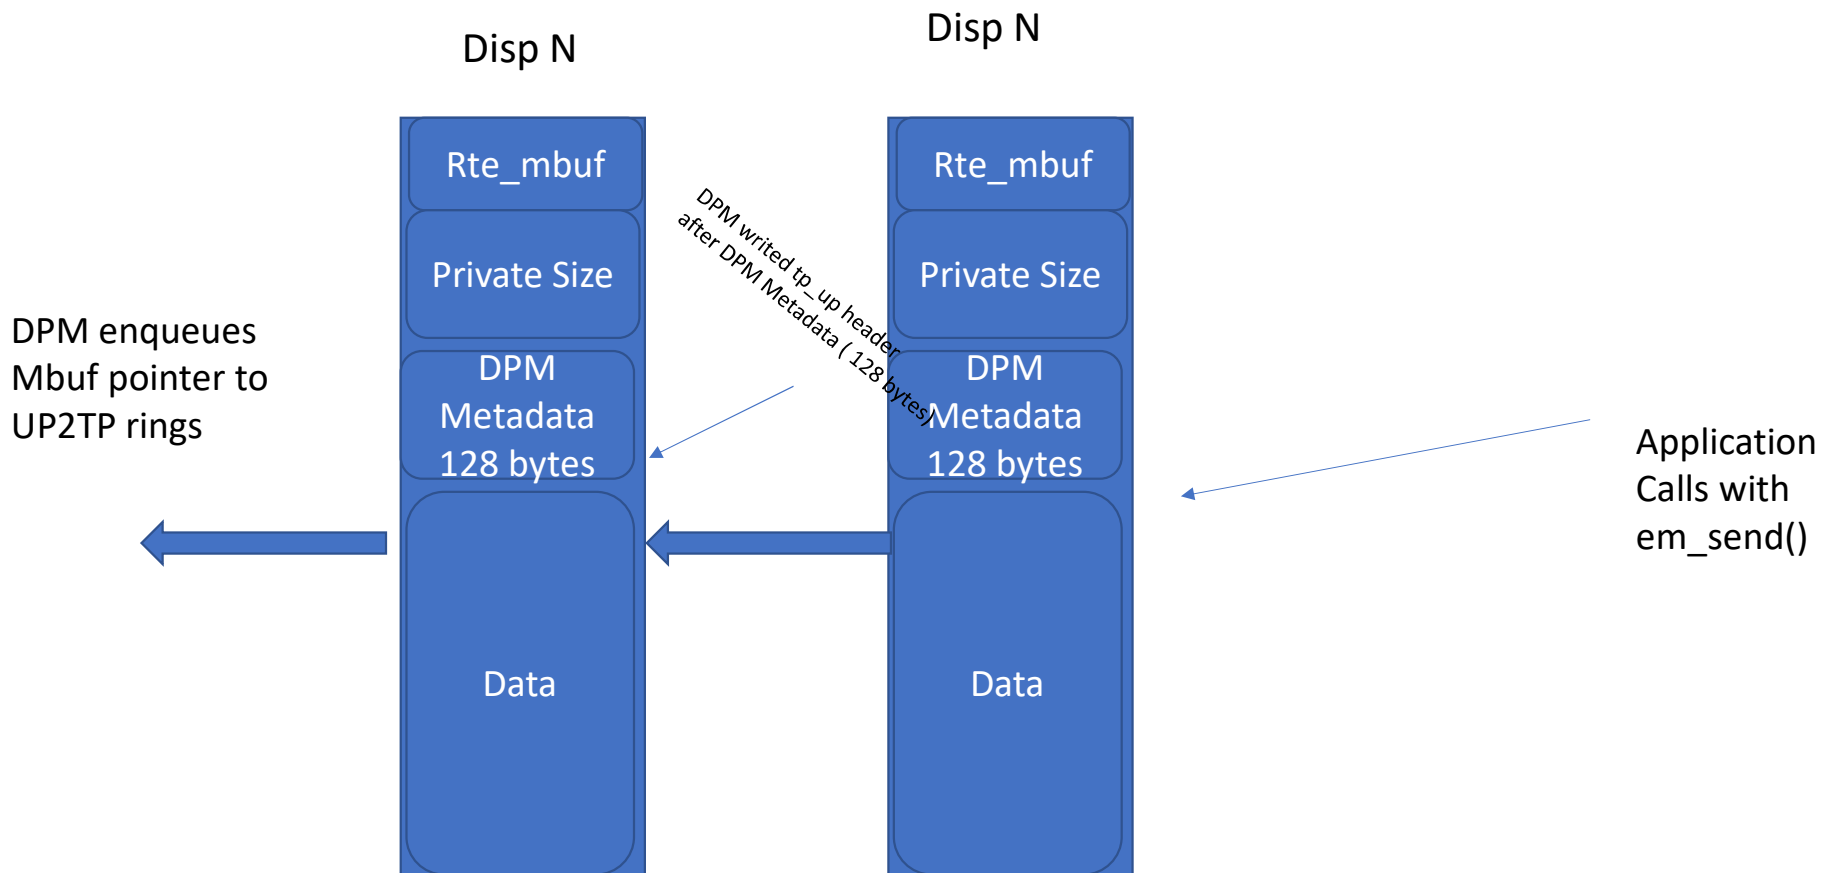 Disp N
Disp N
Rte_mbuf
Private Size
DPM
Metadata
128 bytes
Data
Rte_mbuf
Private Size
DPM
Metadata
128 bytes
Data
DPM writed tp_up header
after DPM Metadata ( 128 bytes)
DPM enqueues
Mbuf pointer to
UP2TP rings
Application
Calls with
em_send()